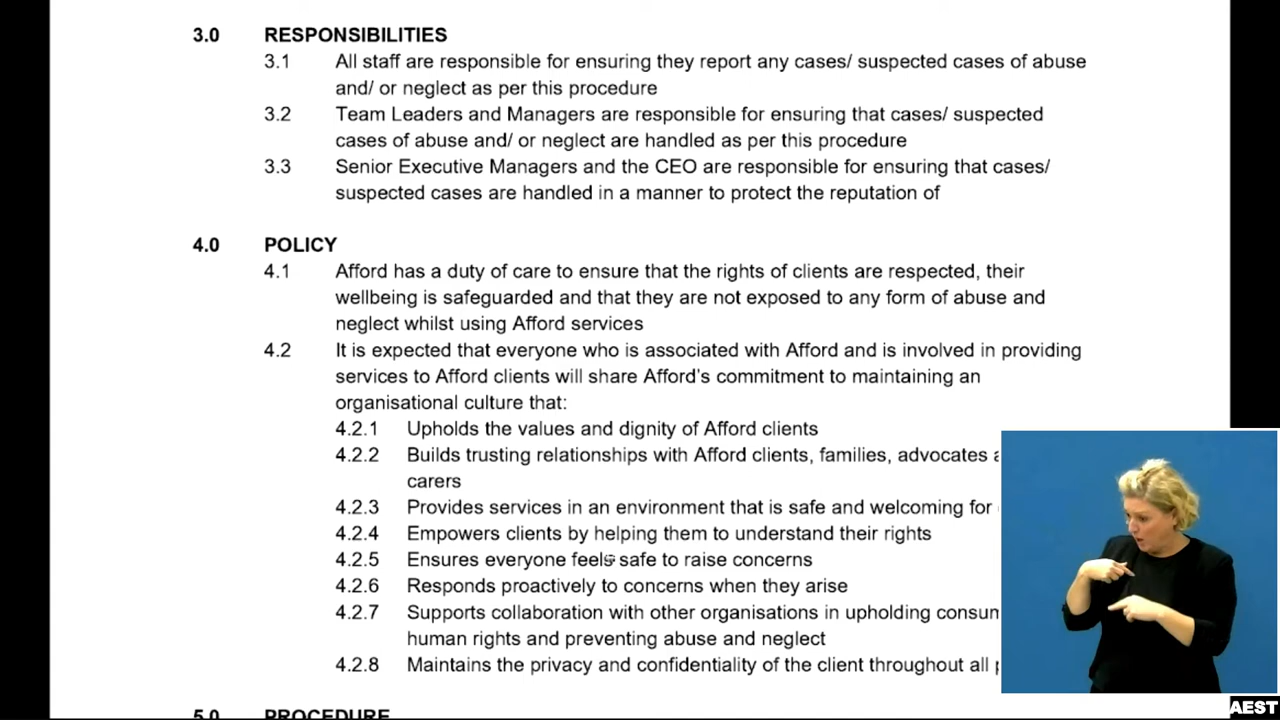 3.0 RESPONSIBILITIES
3.1 All staff are responsible for ensuring they report any cases/ suspected cases of abuse
and/ or neglect as per this procedure
3.2 Team Leaders and Managers are responsible for ensuring that cases/ suspected
cases of abuse and/ or neglect are handled as per this procedure
3.3 Senior Executive Managers and the CEO are responsible for ensuring that cases/
suspected cases are handled in a manner to protect the reputation of
4.0 POLICY
4.1 Afford has a duty of care to ensure that the rights of clients are respected, their
wellbeing is safeguarded and that they are not exposed to any form of abuse and
neglect whilst using Afford services
4.2 It is expected that everyone who is associated with Afford and is involved in providing
services to Afford clients will share Afford's commitment to maintaining an
organisational culture that:
4.2.1 Upholds the values and dignity of Afford clients
4.2.2 Builds trusting relationships with Afford clients, families, advocates
carers
4.2.3 Provides services in an environment that is safe and welcoming for
4.2.4 Empowers clients by helping them to understand their rights
4.2.5 Ensures everyone feels safe to raise concerns
4.2.6 Responds proactively to concerns when they arise
4.2.7 Supports collaboration with other organisations in upholding
human rights and preventing abuse and neglect
4.2.8 Maintains the privacy and confidentiality of the client throughout all
5.0 PROCEDURE
AEST